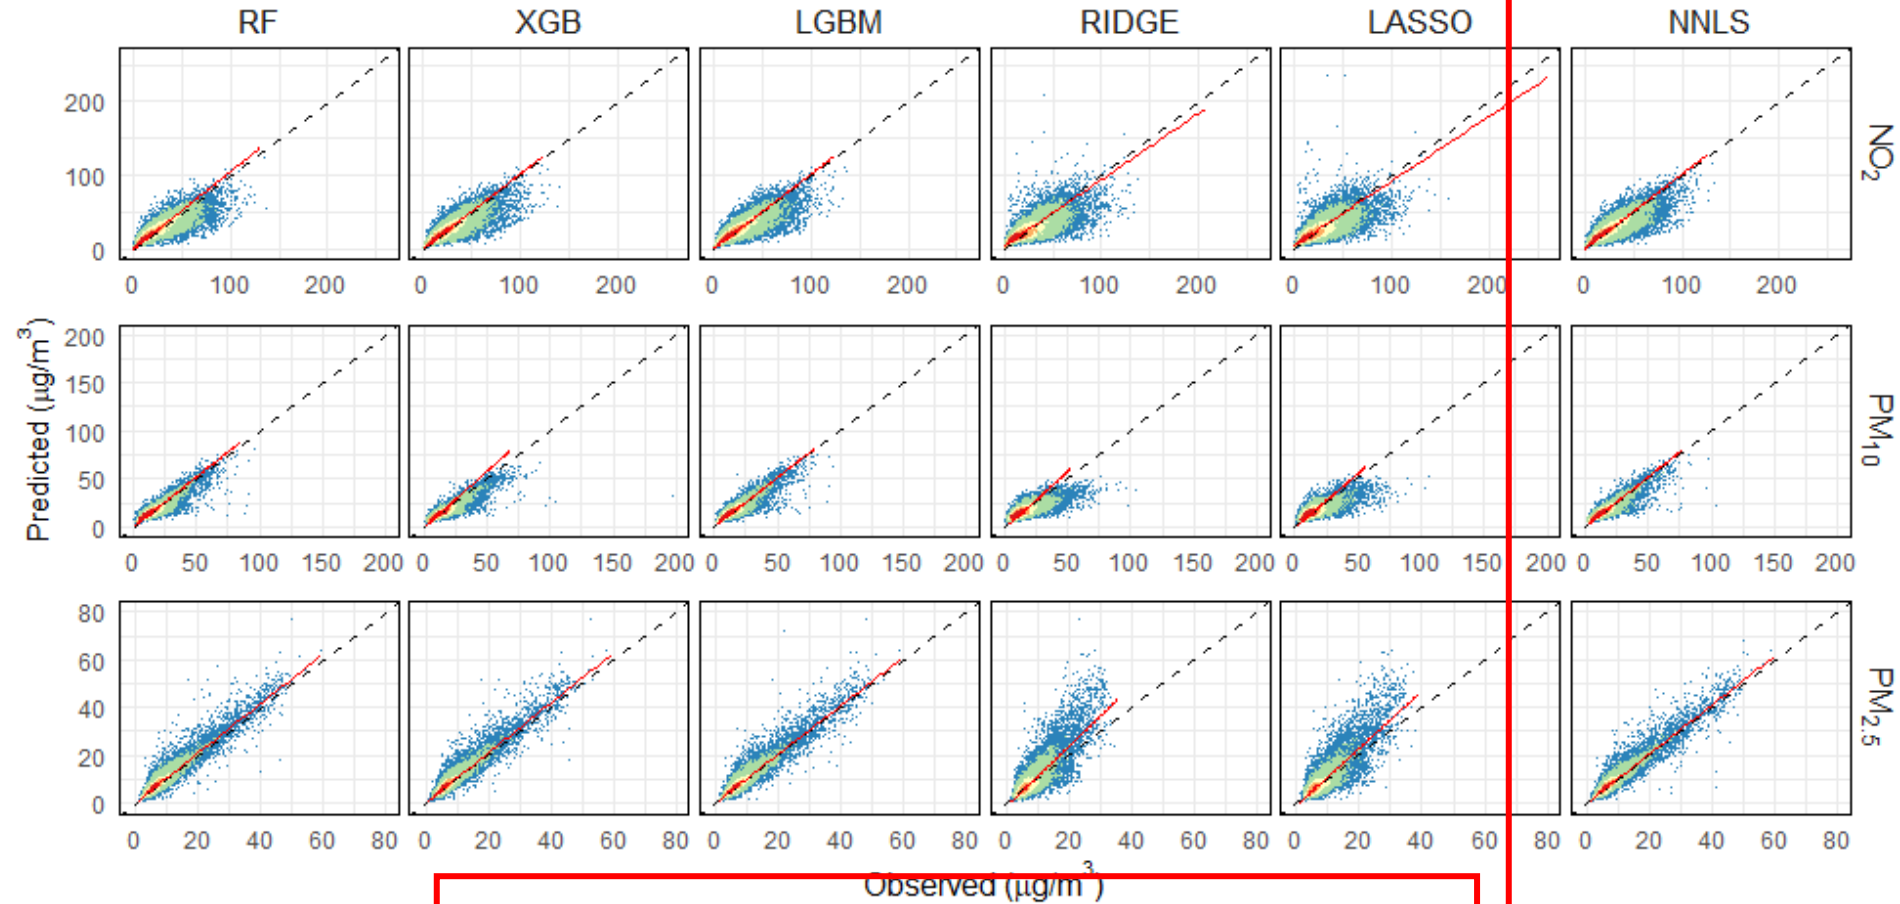 RF XGB LGBM RIDGE LASSO NNLS
200
100
0
NO2
0 100 200 0 100 200 0 100 200 0 100 200 0 100 200 0 100 200
Predicted (μg/m³)
200
150
100
50
0
PM10
0 50 100 150 200 0 50 100 150 200 0 50 100 150 200 0 50 100 150 200 0 50 100 150 200 0 50 100 150 200
80
60
40
20
0
PM2.5
0 20 40 60 80 0 20 40 60 80 0 20 40 60 80 0 20 40 60 80 0 20 40 60 80 0 20 40 60 80
Observed (μg/m³)